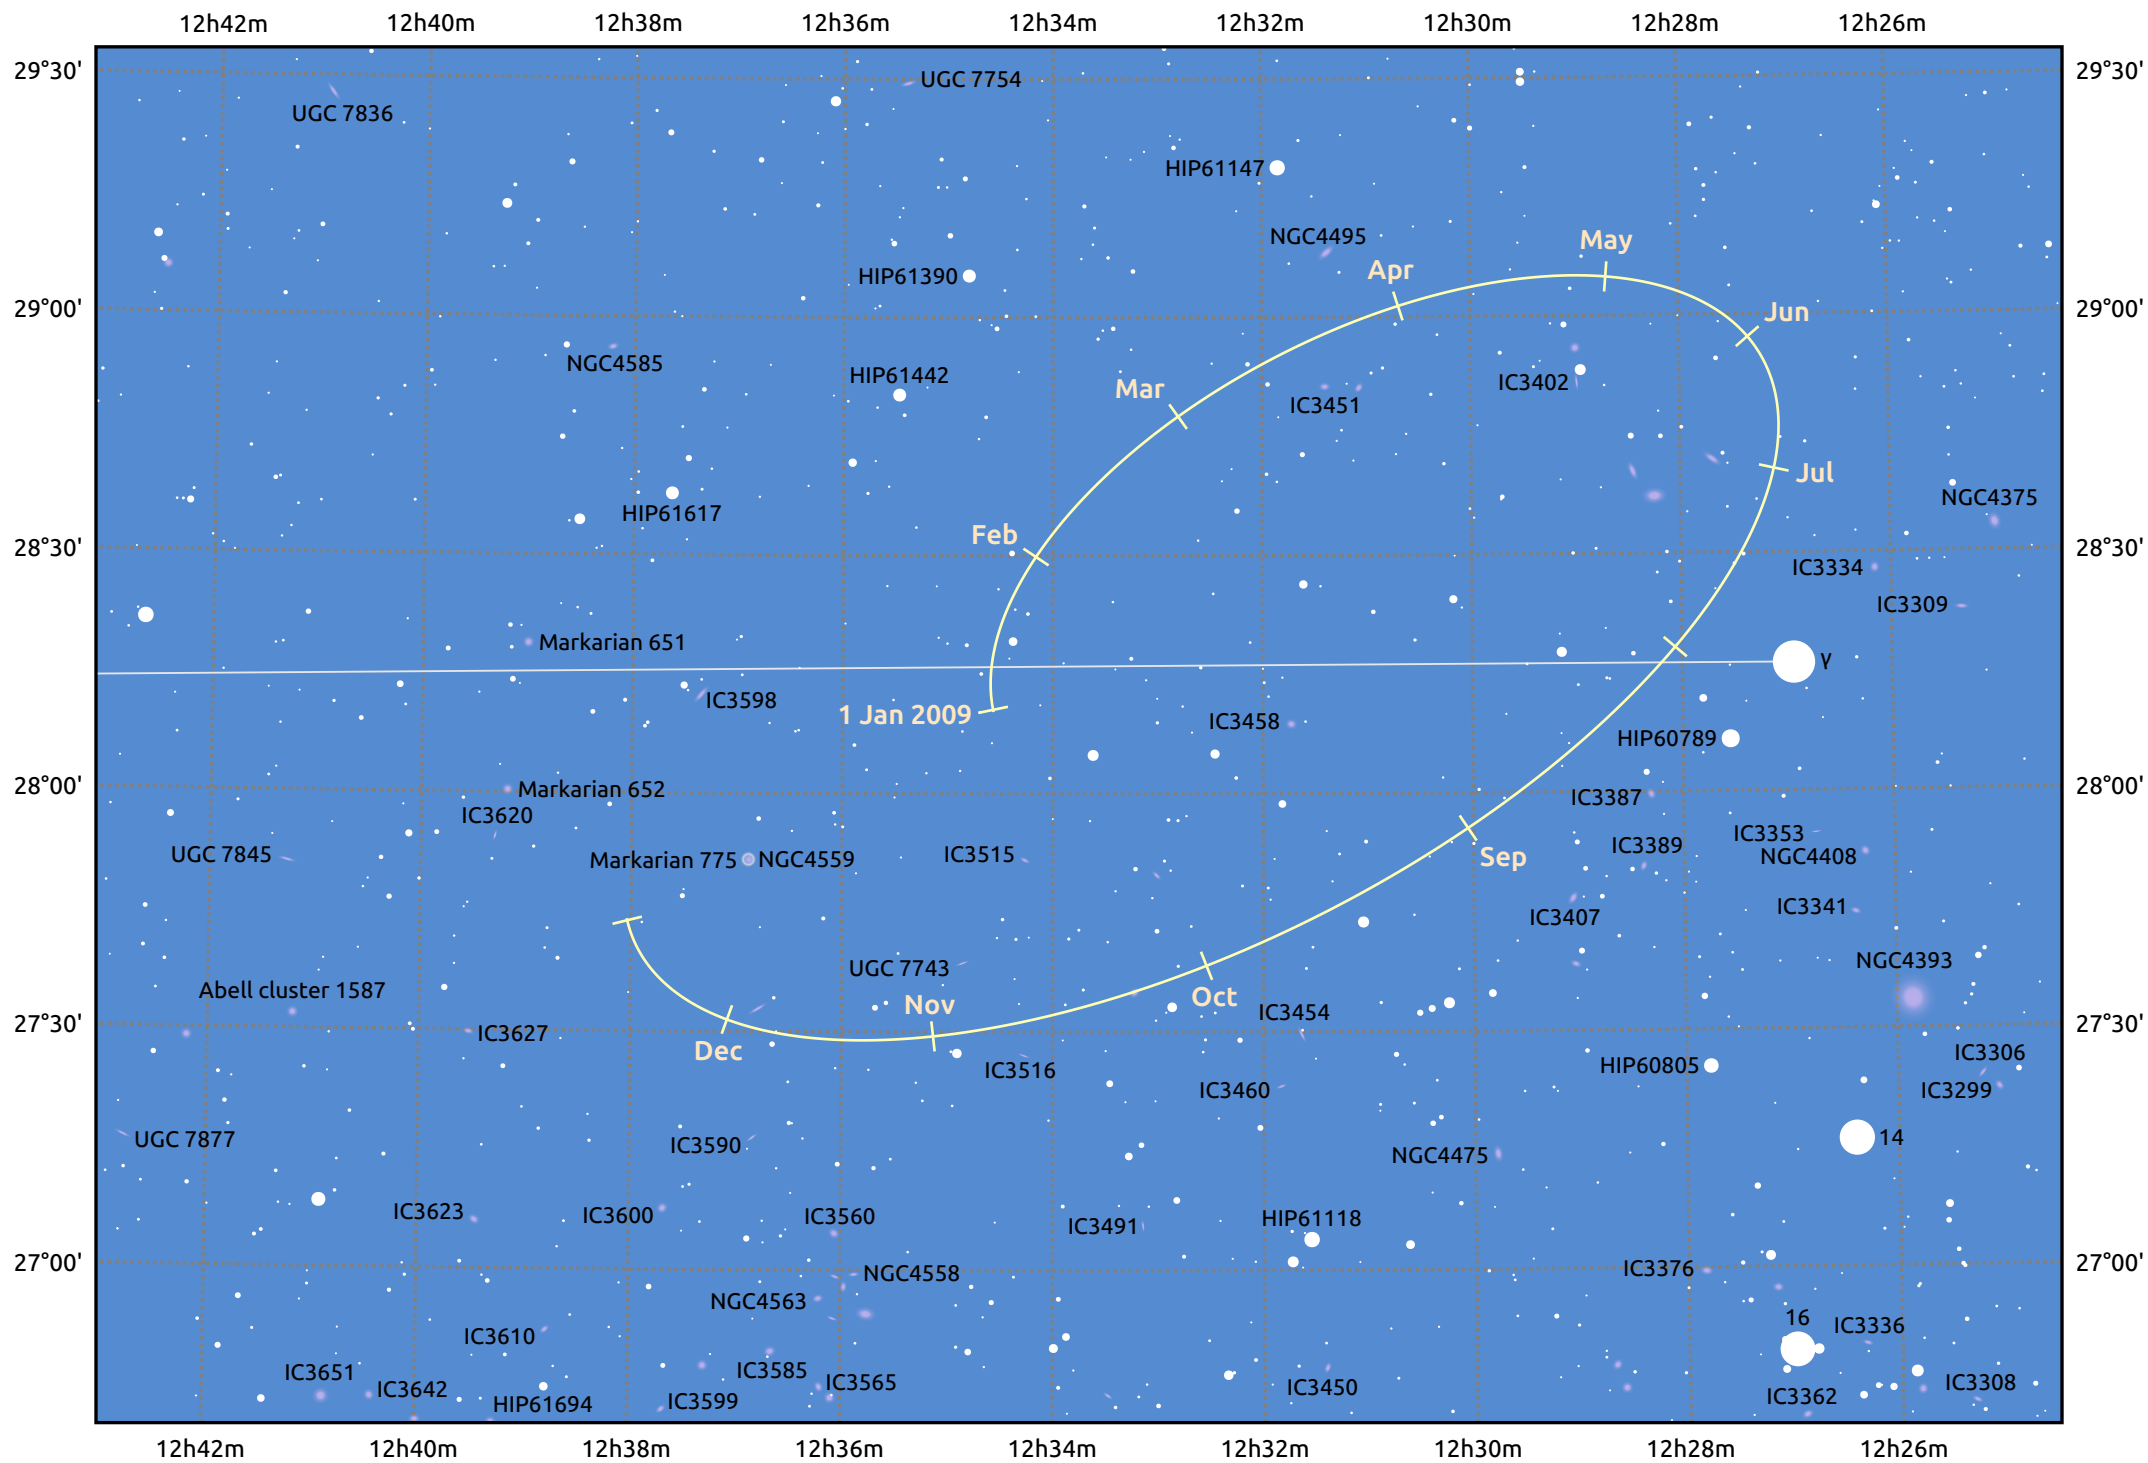 12h42m 12h40m 12h38m 12h36m 12h34m 12h32m 12h30m 12h28m 12h26m
29°30' 29°30'
UGC 7754
UGC 7836
HIP61147
NGC4495
May
Apr
HIP61390
29°00' 29°00'
Jun
NGC4585
HIP61442
IC3402
Mar
IC3451
Jul
NGC4375
HIP61617
Feb
28°30' 28°30'
IC3334
IC3309
Markarian 651
γ
IC3598
1 Jan 2009
IC3458
HIP60789
28°00' 28°00'
Markarian 652
IC3387
IC3620
IC3353
IC3389
UGC 7845
IC3515
Sep
NGC4408
Markarian 775 NGC4559
IC3341
IC3407
NGC4393
UGC 7743
Abell cluster 1587
Oct
Nov
IC3454
27°30' 27°30'
IC3627
Dec
IC3306
HIP60805
IC3516
IC3460
IC3299
14
UGC 7877
IC3590
NGC4475
IC3623
IC3600
IC3560
HIP61118
IC3491
27°00' 27°00'
IC3376
NGC4558
NGC4563
16
IC3336
IC3610
IC3585
IC3651
IC3565
IC3308
IC3450
IC3642
IC3362
IC3599
HIP61694
12h42m 12h40m 12h38m 12h36m 12h34m 12h32m 12h30m 12h28m 12h26m